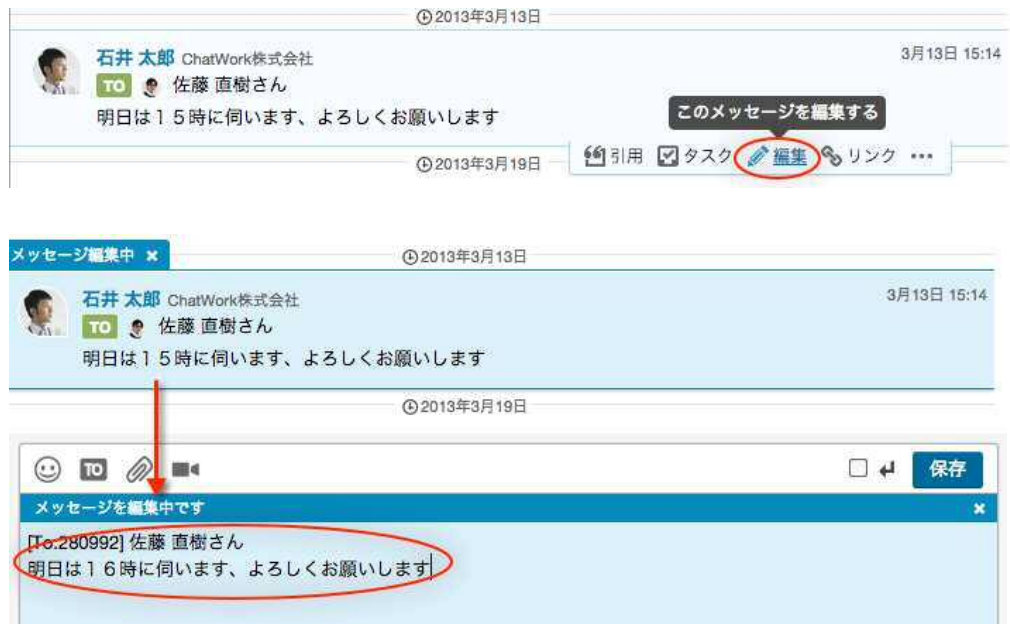 2013年3月13日
石井 太郎 ChatWork株式会社 3月13日 15:14
TO 佐藤 直樹さん
明日は１５時に伺います、よろしくお願いします
このメッセージを編集する
2013年3月19日 引用 タスク 編集 リンク •••
メッセージ編集中 × 2013年3月13日
石井 太郎 ChatWork株式会社 3月13日 15:14
TO 佐藤 直樹さん
明日は１５時に伺います、よろしくお願いします
2013年3月19日
TO 保存
メッセージを編集中です ×
[To:280992] 佐藤 直樹さん
明日は１６時に伺います、よろしくお願いします